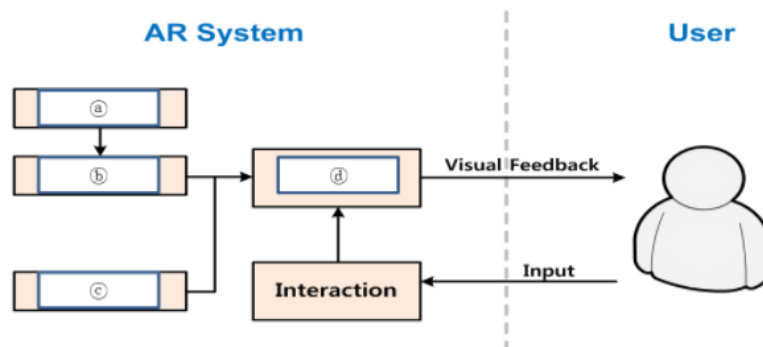 AR System
User
ⓐ
ⓑ
ⓓ
Visual Feedback
ⓒ
Interaction
Input